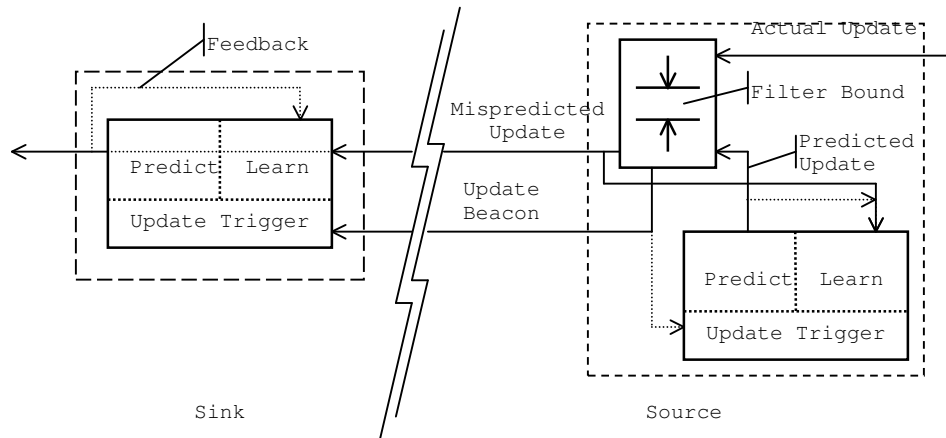 Feedback
Actual Update
Filter Bound
Mispredicted
Update
Predicted
Update
Predict
Learn
Update Trigger
Update
Beacon
Predict
Learn
Update Trigger
Sink
Source